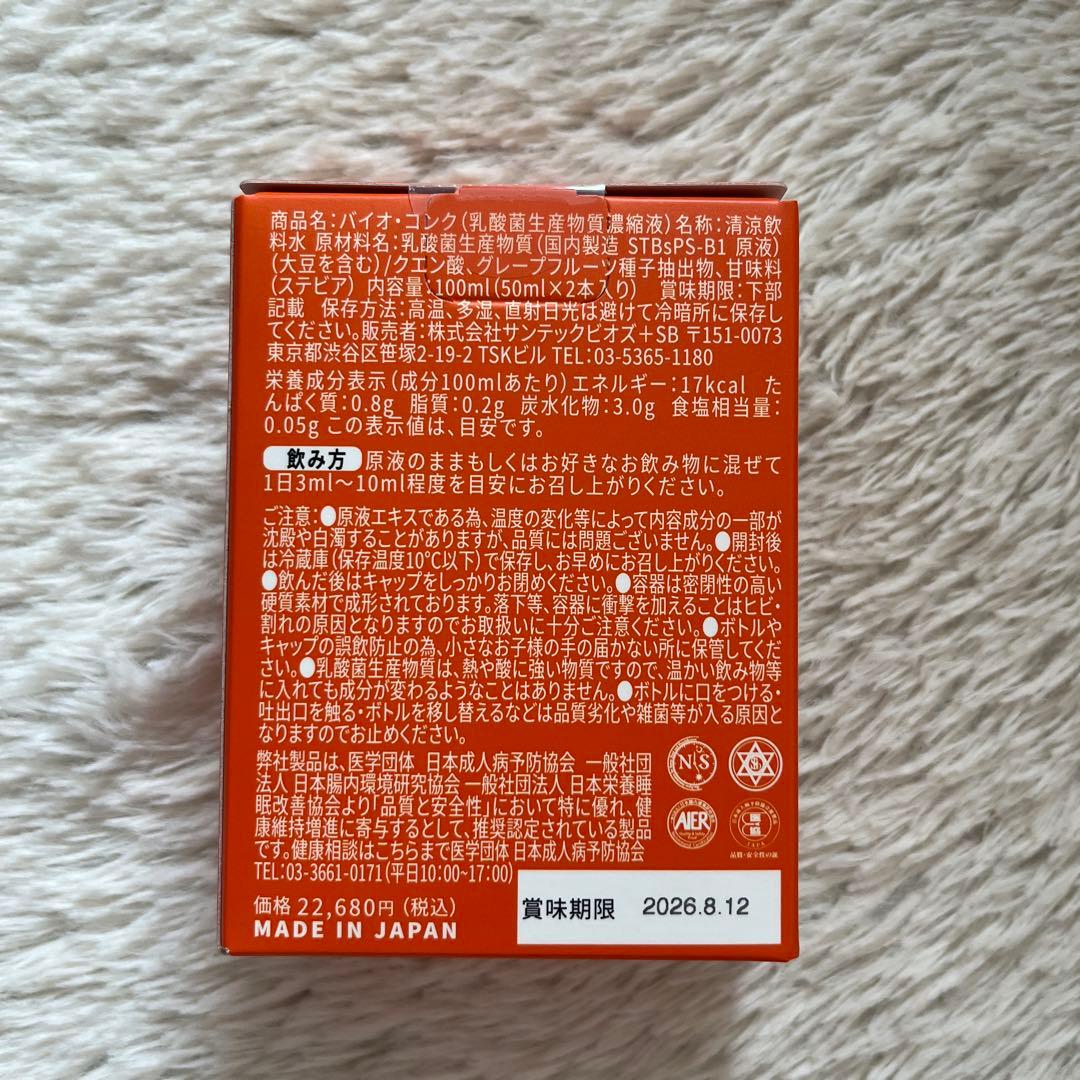 商品名:バイオ・コンク(乳酸菌生産物質濃縮液)名称:清涼飲
料水 原材料名:乳酸菌生産物質(国内製造 STBsPS-B1 原液)
(大豆を含む)/クエン酸、グレープフルーツ種子抽出物、甘味料
(ステビア) 内容量:100ml(50ml×2本入り) 賞味期限:下部
記載 保存方法:高温、多湿、直射日光は避けて冷暗所に保存し
てください。販売者:株式会社サンテックビオズ+SB 〒151-0073
東京都渋谷区笹塚2-19-2 TSKビル TEL:03-5365-1180
栄養成分表示(成分100mlあたり)エネルギー:17kcal た
んぱく質:0.8g 脂質:0.2g 炭水化物:3.0g 食塩相当量:
0.05g この表示値は、目安です。
飲み方 原液のままもしくはお好きなお飲み物に混ぜて
1日3ml〜10ml程度を目安にお召し上がりください。
ご注意:●原液エキスである為、温度の変化等によって内容成分の一部が
沈殿や白濁することがありますが、品質には問題ございません。●開封後
は冷蔵庫(保存温度10℃以下)で保存し、お早めにお召し上がりください。
●飲んだ後はキャップをしっかりお閉めください。●容器は密閉性の高い
硬質素材で成形されております。落下等、容器に衝撃を加えることはヒビ・
割れの原因となりますのでお取扱いに十分ご注意ください。●ボトルや
キャップの誤飲防止の為、小さなお子様の手の届かない所に保管してくだ
さい。●乳酸菌生産物質は、熱や酸に強い物質ですので、温かい飲み物等
に入れても成分が変わるようなことはありません。●ボトルに口をつける・
吐出口を触る・ボトルを移し替えるなどは品質劣化や雑菌等が入る原因と
なりますのでお止めください。
弊社製品は、医学団体 日本成人病予防協会 一般社団
法人 日本腸内環境研究協会 一般社団法人 日本栄養睡
眠改善協会より「品質と安全性」において特に優れ、健
康維持増進に寄与するとして、推奨認定されている製品
です。健康相談はこちらまで医学団体 日本成人病予防協会
TEL:03-3661-0171(平日10:00~17:00)
NS
AIER
JAPA
品質・安全性の証
価格 22,680円(税込)
MADE IN JAPAN
賞味期限 2026.8.12